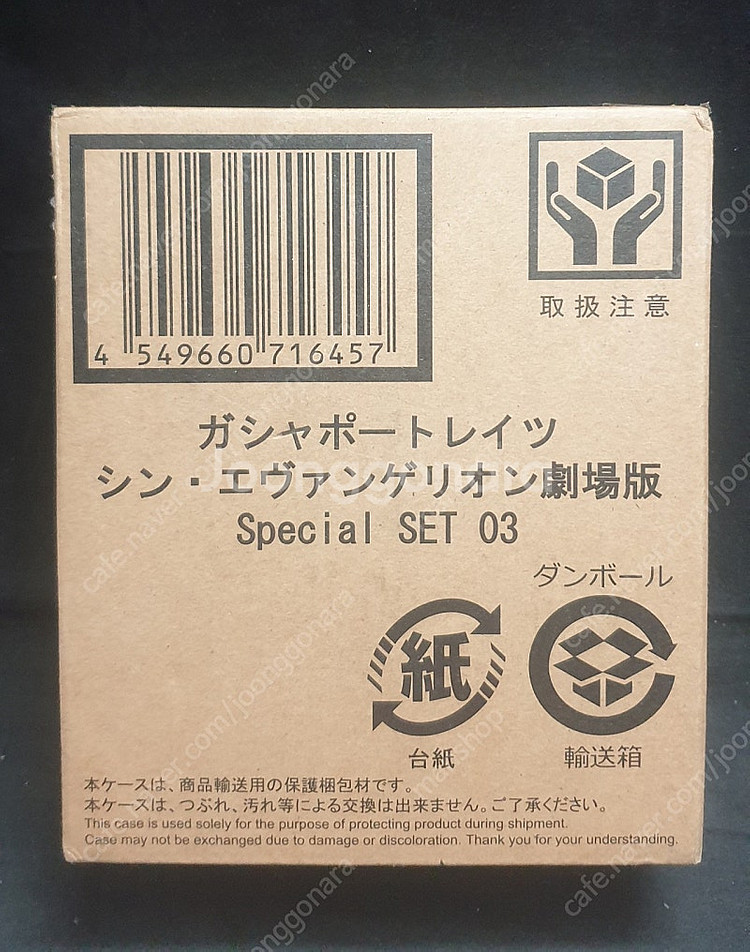 4 549660 716457
取扱注意
ガシャポートレイツ
シン・エヴァンゲリオン劇場版
Special SET 03
ダンボール
紙
台紙
輸送箱
本ケースは、商品輸送用の保護梱包材です。
本ケースは、つぶれ、汚れ等による交換は出来ません。ご了承ください。
This case is used solely for the purpose of protecting product during shipment.
Case may not be exchanged due to damage or discoloration. Thank you for your understanding.
Joonggonara
cafe.naver.com/joonggonara